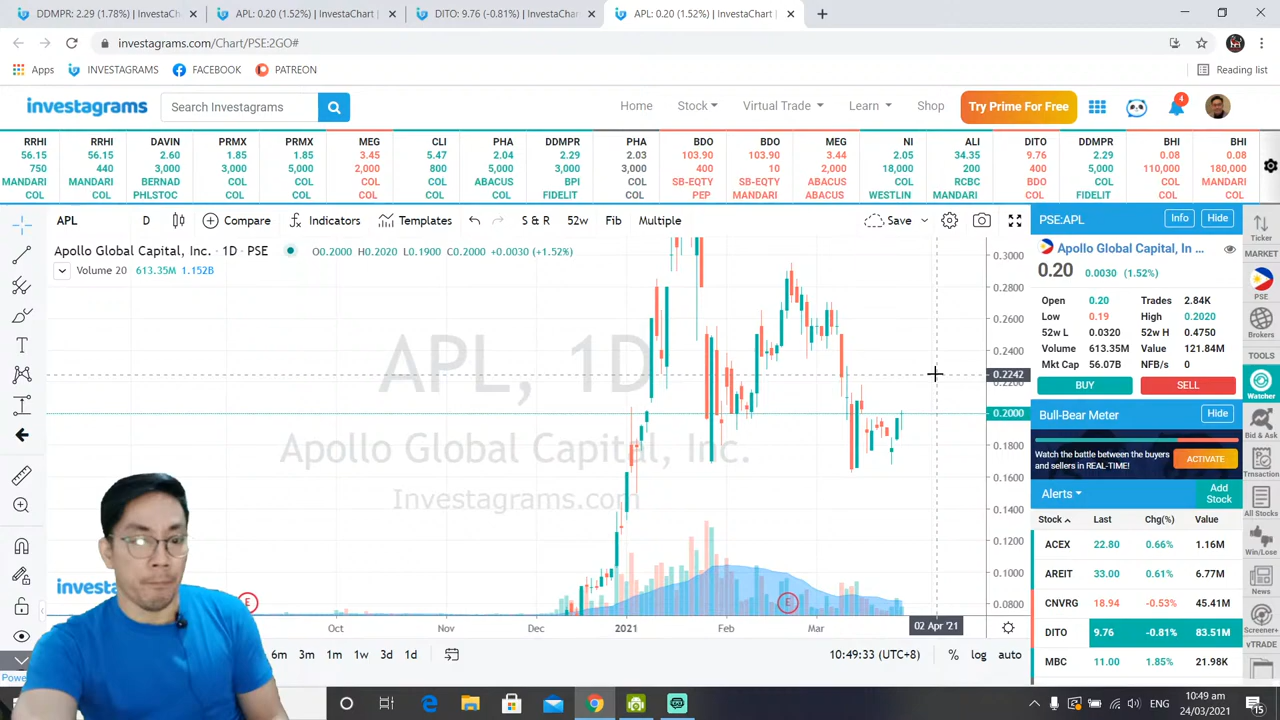 DDMPR: 2.29 (1.78%) | InvestaCha
APL: 0.20 (1.52%) | InvestaChart |
DITO: 9.76 (-0.81%) | InvestaChar
APL: 0.20 (1.52%) | InvestaChart |
investagrams.com/Chart/PSE:2GO#
Apps INVESTAGRAMS FACEBOOK PATREON Reading list
investagrams Search Investagrams Home Stock Virtual Trade Learn Shop Try Prime For Free 4
RRHI RRHI DAVIN PRMX PRMX MEG CLI PHA DDMPR PHA BDO BDO MEG NI ALI DITO DDMPR BHI BHI
56.15 56.15 2.60 1.85 1.85 3.45 5.47 2.04 2.29 2.03 103.90 103.90 3.44 2.05 34.35 9.76 2.29 0.08 0.08
750 440 3,000 3,000 5,000 2,000 800 5,000 5,000 3,000 400 10 2,000 18,000 200 400 5,000 110,000 180,000
MANDARI MANDARI BERNAD COL COL COL COL ABACUS BPI COL SB-EQTY SB-EQTY ABACUS COL RCBC BDO COL COL MANDARI
COL COL PHLSTOC COL COL COL COL ABACUS FIDELIT COL PEP MANDARI ABACUS WESTLIN MANDARI COL FIDELIT COL COL
APL D Compare Indicators Templates S & R 52w Fib Multiple Save
Apollo Global Capital, Inc. · 1D · PSE O0.2000 H0.2020 L0.1900 C0.2000 +0.0030 (+1.52%)
Volume 20 613.35M 1.152B
APL, 1D
Apollo Global Capital, Inc.
Investagrams.com
investagrams
E
E
0.3000
0.2800
0.2600
0.2400
0.2242
0.2200
0.2000
0.1800
0.1600
0.1400
0.1200
0.1000
0.0800
Oct Nov Dec 2021 Feb Mar 02 Apr '21
6m 3m 1m 1w 3d 1d 10:49:33 (UTC+8) % log auto
PSE:APL Info Hide
Apollo Global Capital, In ...
0.20 0.0030 (1.52%)
Open 0.20 Trades 2.84K
Low 0.19 High 0.2020
52w L 0.0320 52w H 0.4750
Volume 613.35M Value 121.84M
Mkt Cap 56.07B NFB/s 0
BUY SELL
Bull-Bear Meter Hide
Watch the battle between the buyers
and sellers in REAL-TIME!
ACTIVATE
Alerts Add
Stock
Stock Last Chg(%) Value
ACEX 22.80 0.66% 1.16M
AREIT 33.00 0.61% 6.77M
CNVRG 18.94 -0.53% 45.41M
DITO 9.76 -0.81% 83.51M
MBC 11.00 1.85% 21.98K
Ticker
MARKET
PSE
Brokers
TOOLS
Watcher
Bid & Ask
Trnsaction
All Stocks
Win/Lose
News
Screener+
vTRADE
Powe
ENG
10:49 am
24/03/2021
15